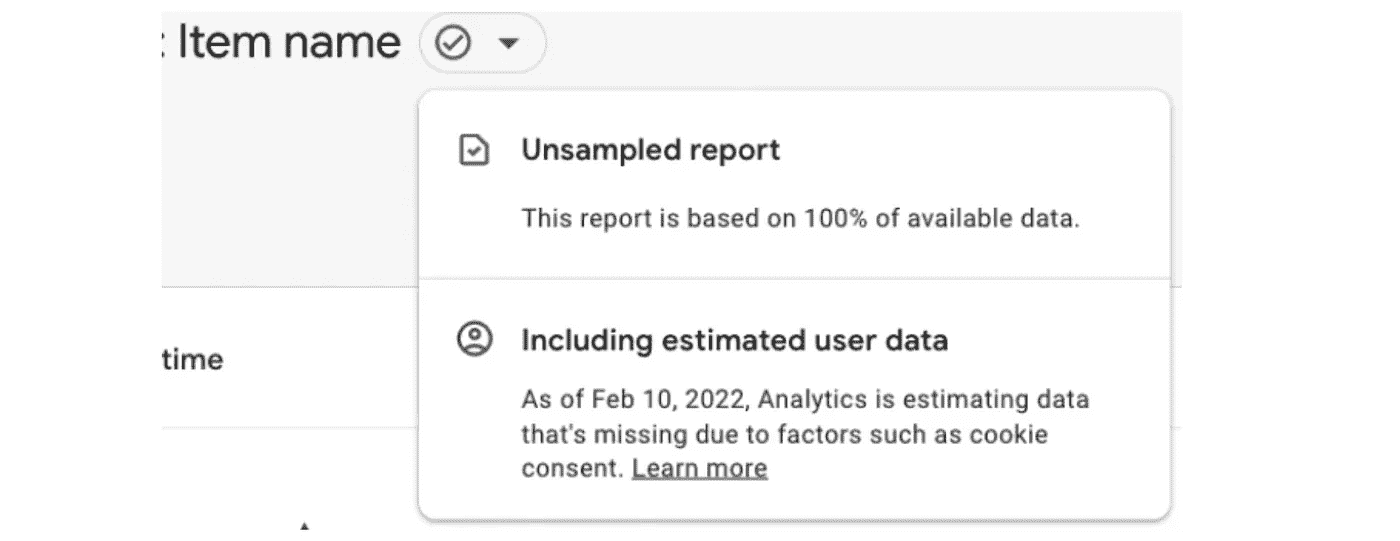 : Item name
Unsampled report
This report is based on 100% of available data.
Including estimated user data
time
As of Feb 10, 2022, Analytics is estimating data
that's missing due to factors such as cookie
consent. Learn more